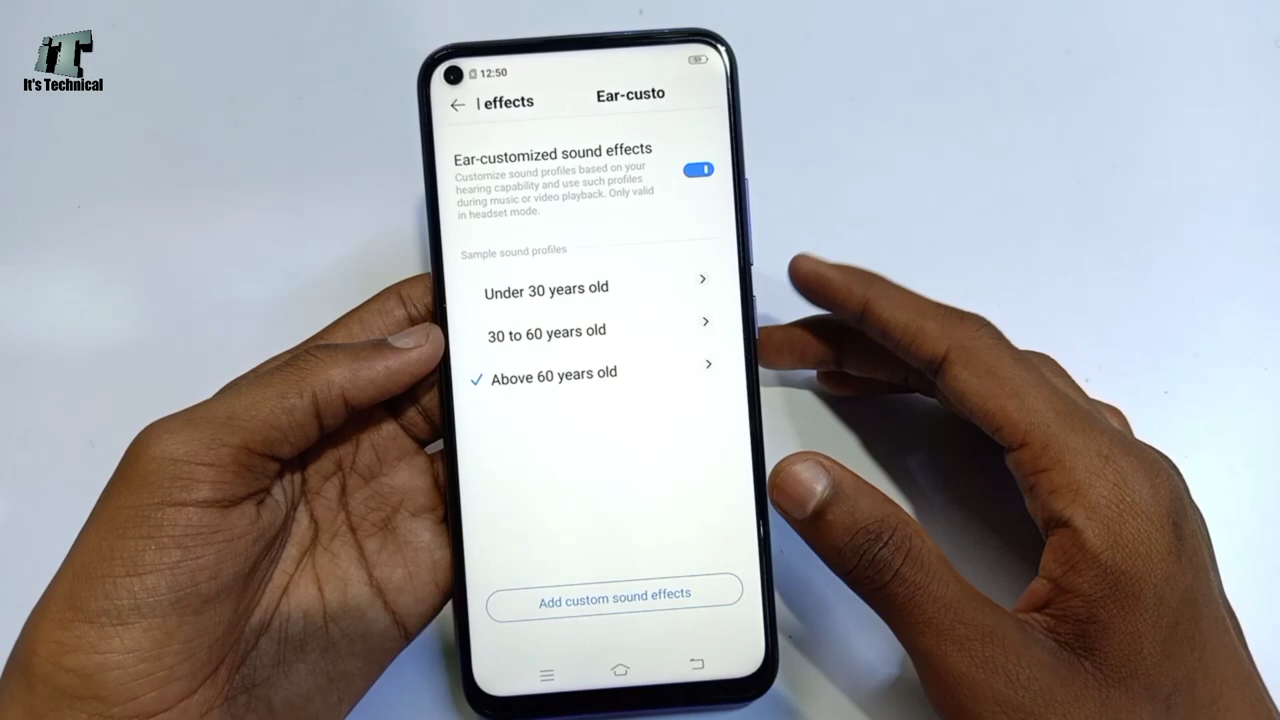 iT
It's Technical
12:50
59
l effects Ear-custo
Ear-customized sound effects
Customize sound profiles based on your
hearing capability and use such profiles
during music or video playback. Only valid
in headset mode.
Sample sound profiles
Under 30 years old
30 to 60 years old
Above 60 years old
Add custom sound effects